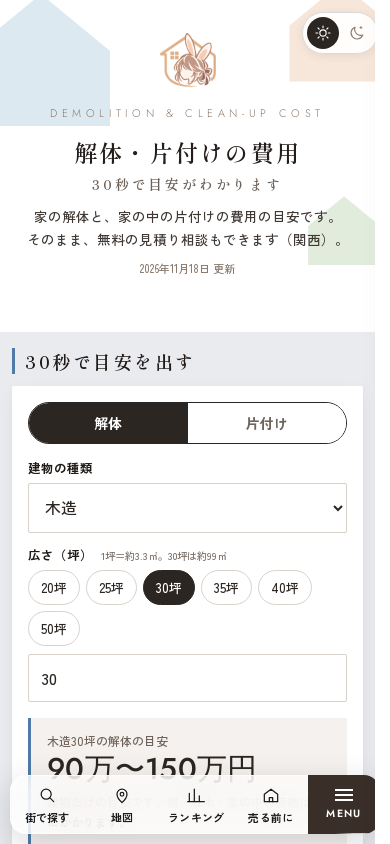 DEMOLITION & CLEAN-UP COST
解体・片付けの費用
30秒で目安がわかります
家の解体と、家の中の片付けの費用の目安です。
そのまま、無料の見積り相談もできます（関西）。
2026年11月18日 更新
30秒で目安を出す
解体 片付け
建物の種類
木造
広さ（坪） 1坪＝約3.3㎡。30坪は約99㎡
20坪 25坪 30坪 35坪 40坪
50坪
30
木造30坪の解体の目安
90万〜150万円
街で探す 地図 ランキング 売る前に MENU